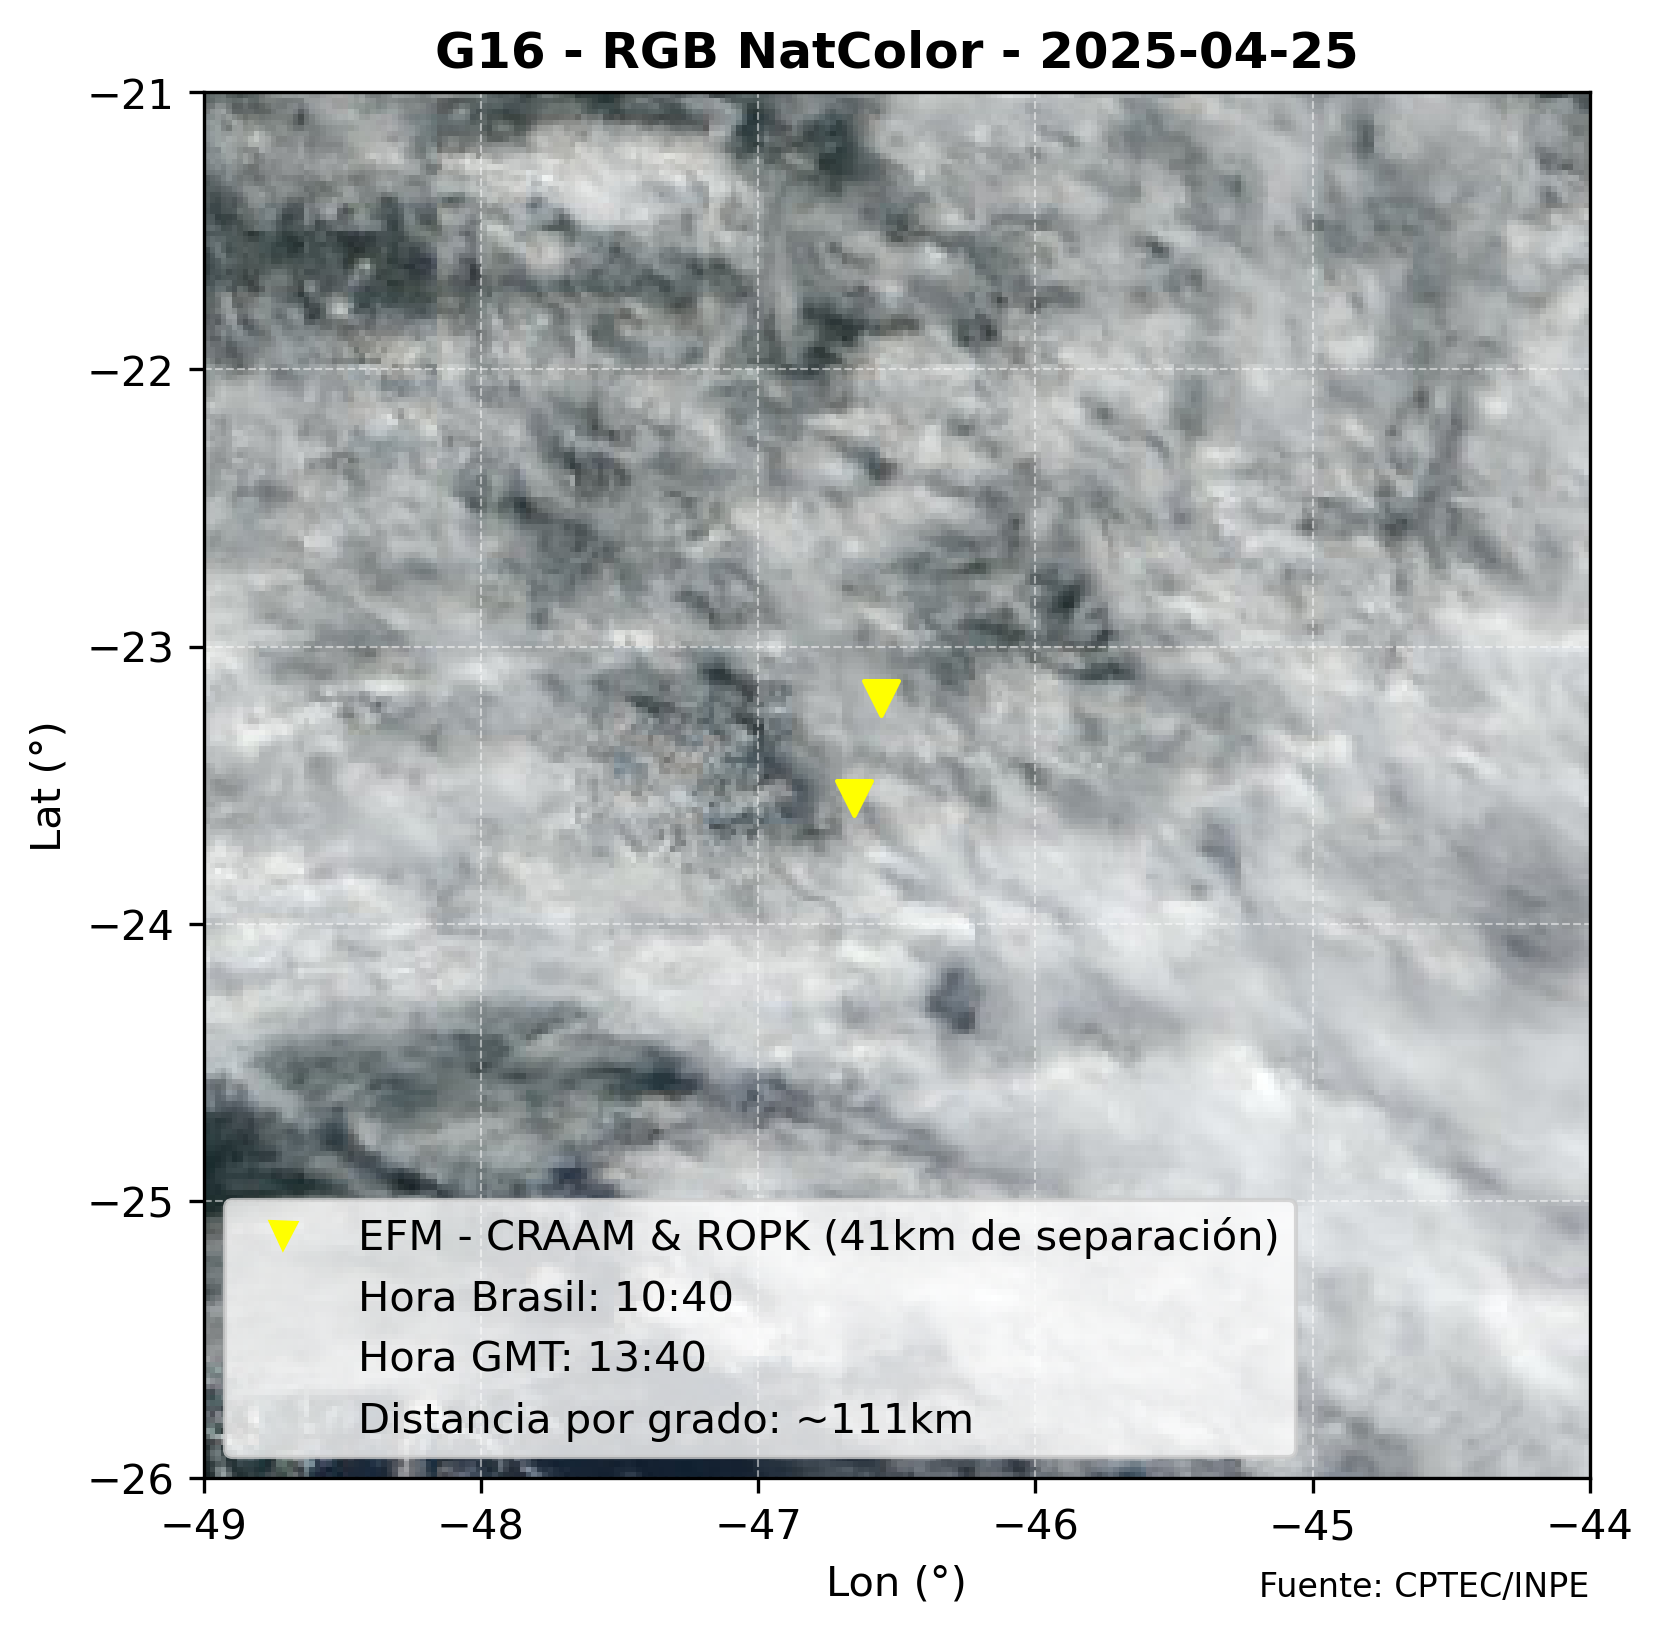 G16 - RGB NatColor - 2025-04-25
−21
−22
−23
−24
−25
−26
Lat (°)
EFM - CRAAM & ROPK (41km de separación)
Hora Brasil: 10:40
Hora GMT: 13:40
Distancia por grado: ~111km
−49 −48 −47 −46 −45 −44
Lon (°)
Fuente: CPTEC/INPE